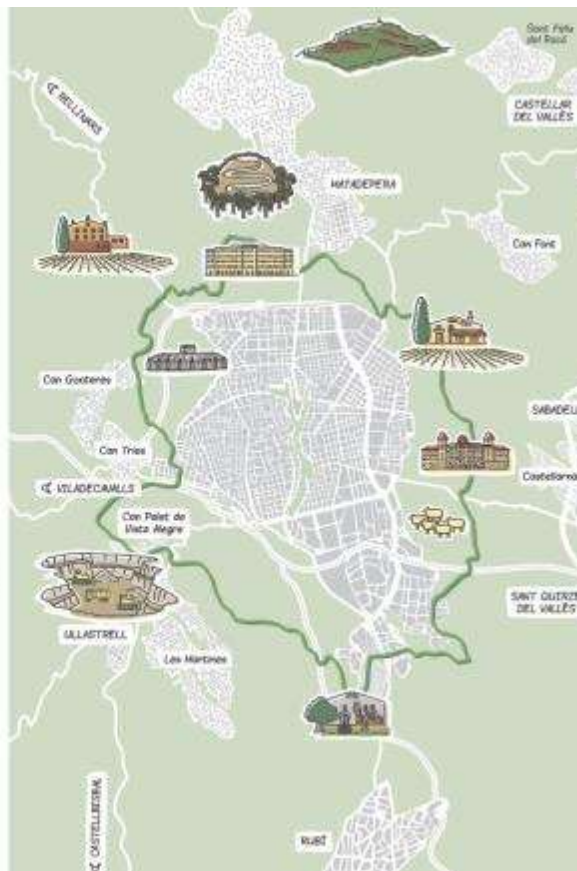 Sant Feliu
del Racó
CASTELLAR
DEL VALLÈS
RELLINARS
MATADEPERA
Can Font
Can Gonteres
SABADELL
Can Trias
Castellarnau
VILADECAVALLS
Can Palet de
Vista Alegre
SANT QUIRZE
DEL VALLÈS
ULLASTRELL
Les Martines
CASTELLBISBAL
RUBÍ